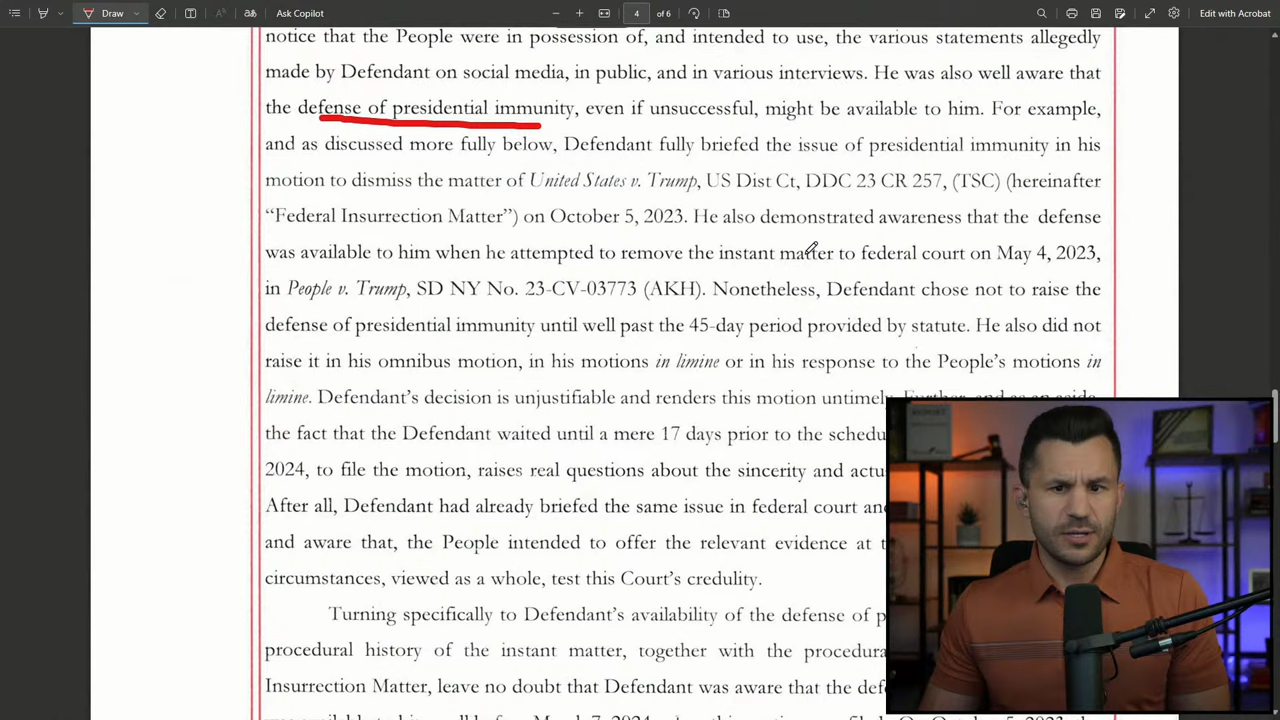 Draw
Ask Copilot
4 of 6
Edit with Acrobat
notice that the People were in possession of, and intended to use, the various statements allegedly
made by Defendant on social media, in public, and in various interviews. He was also well aware that
the defense of presidential immunity, even if unsuccessful, might be available to him. For example,
and as discussed more fully below, Defendant fully briefed the issue of presidential immunity in his
motion to dismiss the matter of United States v. Trump, US Dist Ct, DDC 23 CR 257, (TSC) (hereinafter
“Federal Insurrection Matter”) on October 5, 2023. He also demonstrated awareness that the defense
was available to him when he attempted to remove the instant matter to federal court on May 4, 2023,
in People v. Trump, SD NY No. 23-CV-03773 (AKH). Nonetheless, Defendant chose not to raise the
defense of presidential immunity until well past the 45-day period provided by statute. He also did not
raise it in his omnibus motion, in his motions in limine or in his response to the People’s motions in
limine. Defendant’s decision is unjustifiable and renders this motion untimely. Further, and as an aside,
the fact that the Defendant waited until a mere 17 days prior to the
2024, to file the motion, raises real questions about the sincerity and
After all, Defendant had already briefed the same issue in federal court
and aware that, the People intended to offer the relevant evidence at
circumstances, viewed as a whole, test this Court’s credulity.
Turning specifically to Defendant’s availability of the defense of
procedural history of the instant matter, together with the
Insurrection Matter, leave no doubt that Defendant was aware that the